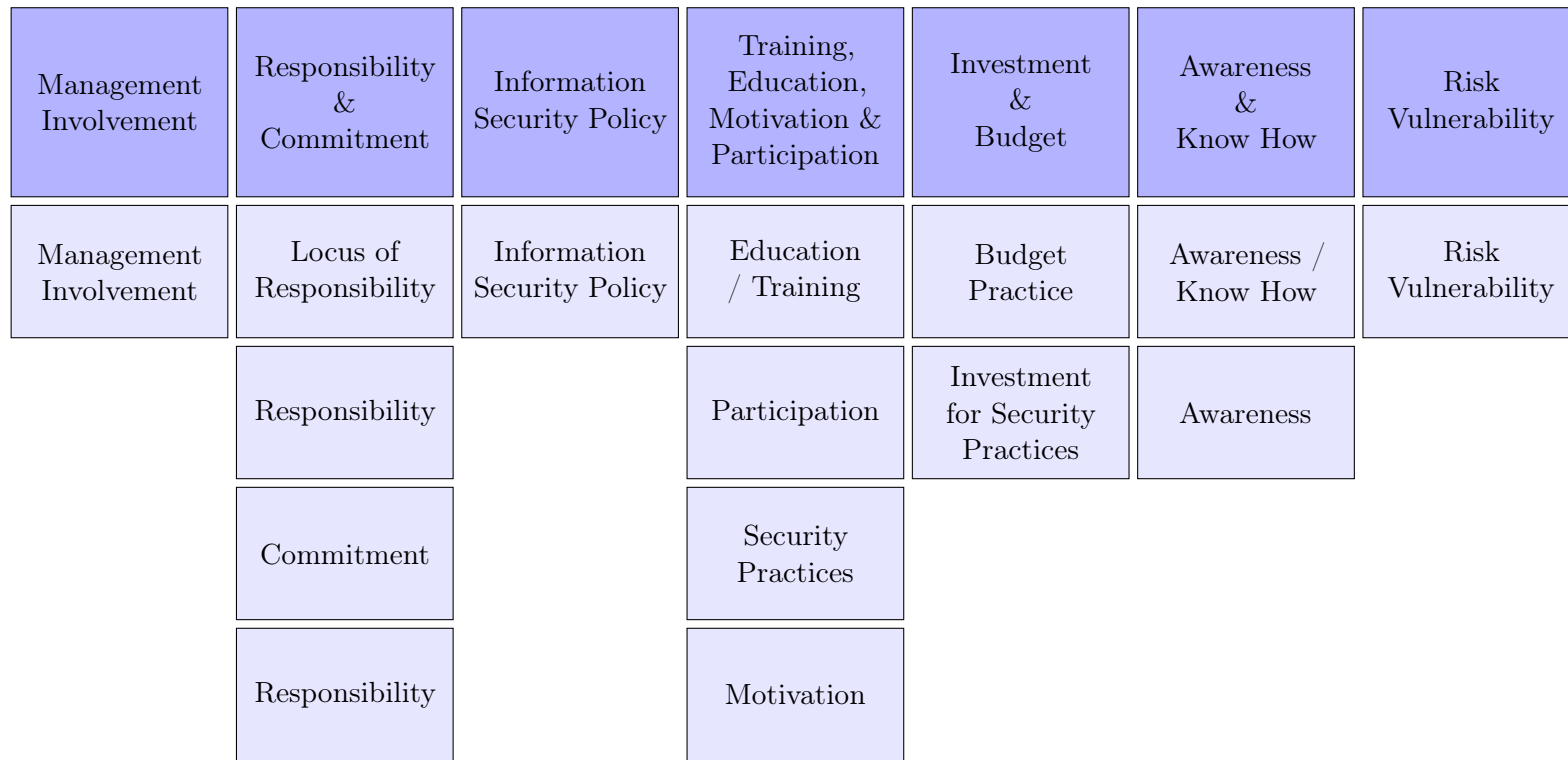 Management
Involvement
Responsibility
&
Commitment
Information
Security Policy
Training,
Education,
Motivation &
Participation
Investment
&
Budget
Awareness
&
Know How
Risk
Vulnerability
Management
Involvement
Locus of
Responsibility
Information
Security Policy
Education
/ Training
Budget
Practice
Awareness /
Know How
Risk
Vulnerability
Responsibility
Participation
Investment
for Security
Practices
Awareness
Commitment
Security
Practices
Responsibility
Motivation